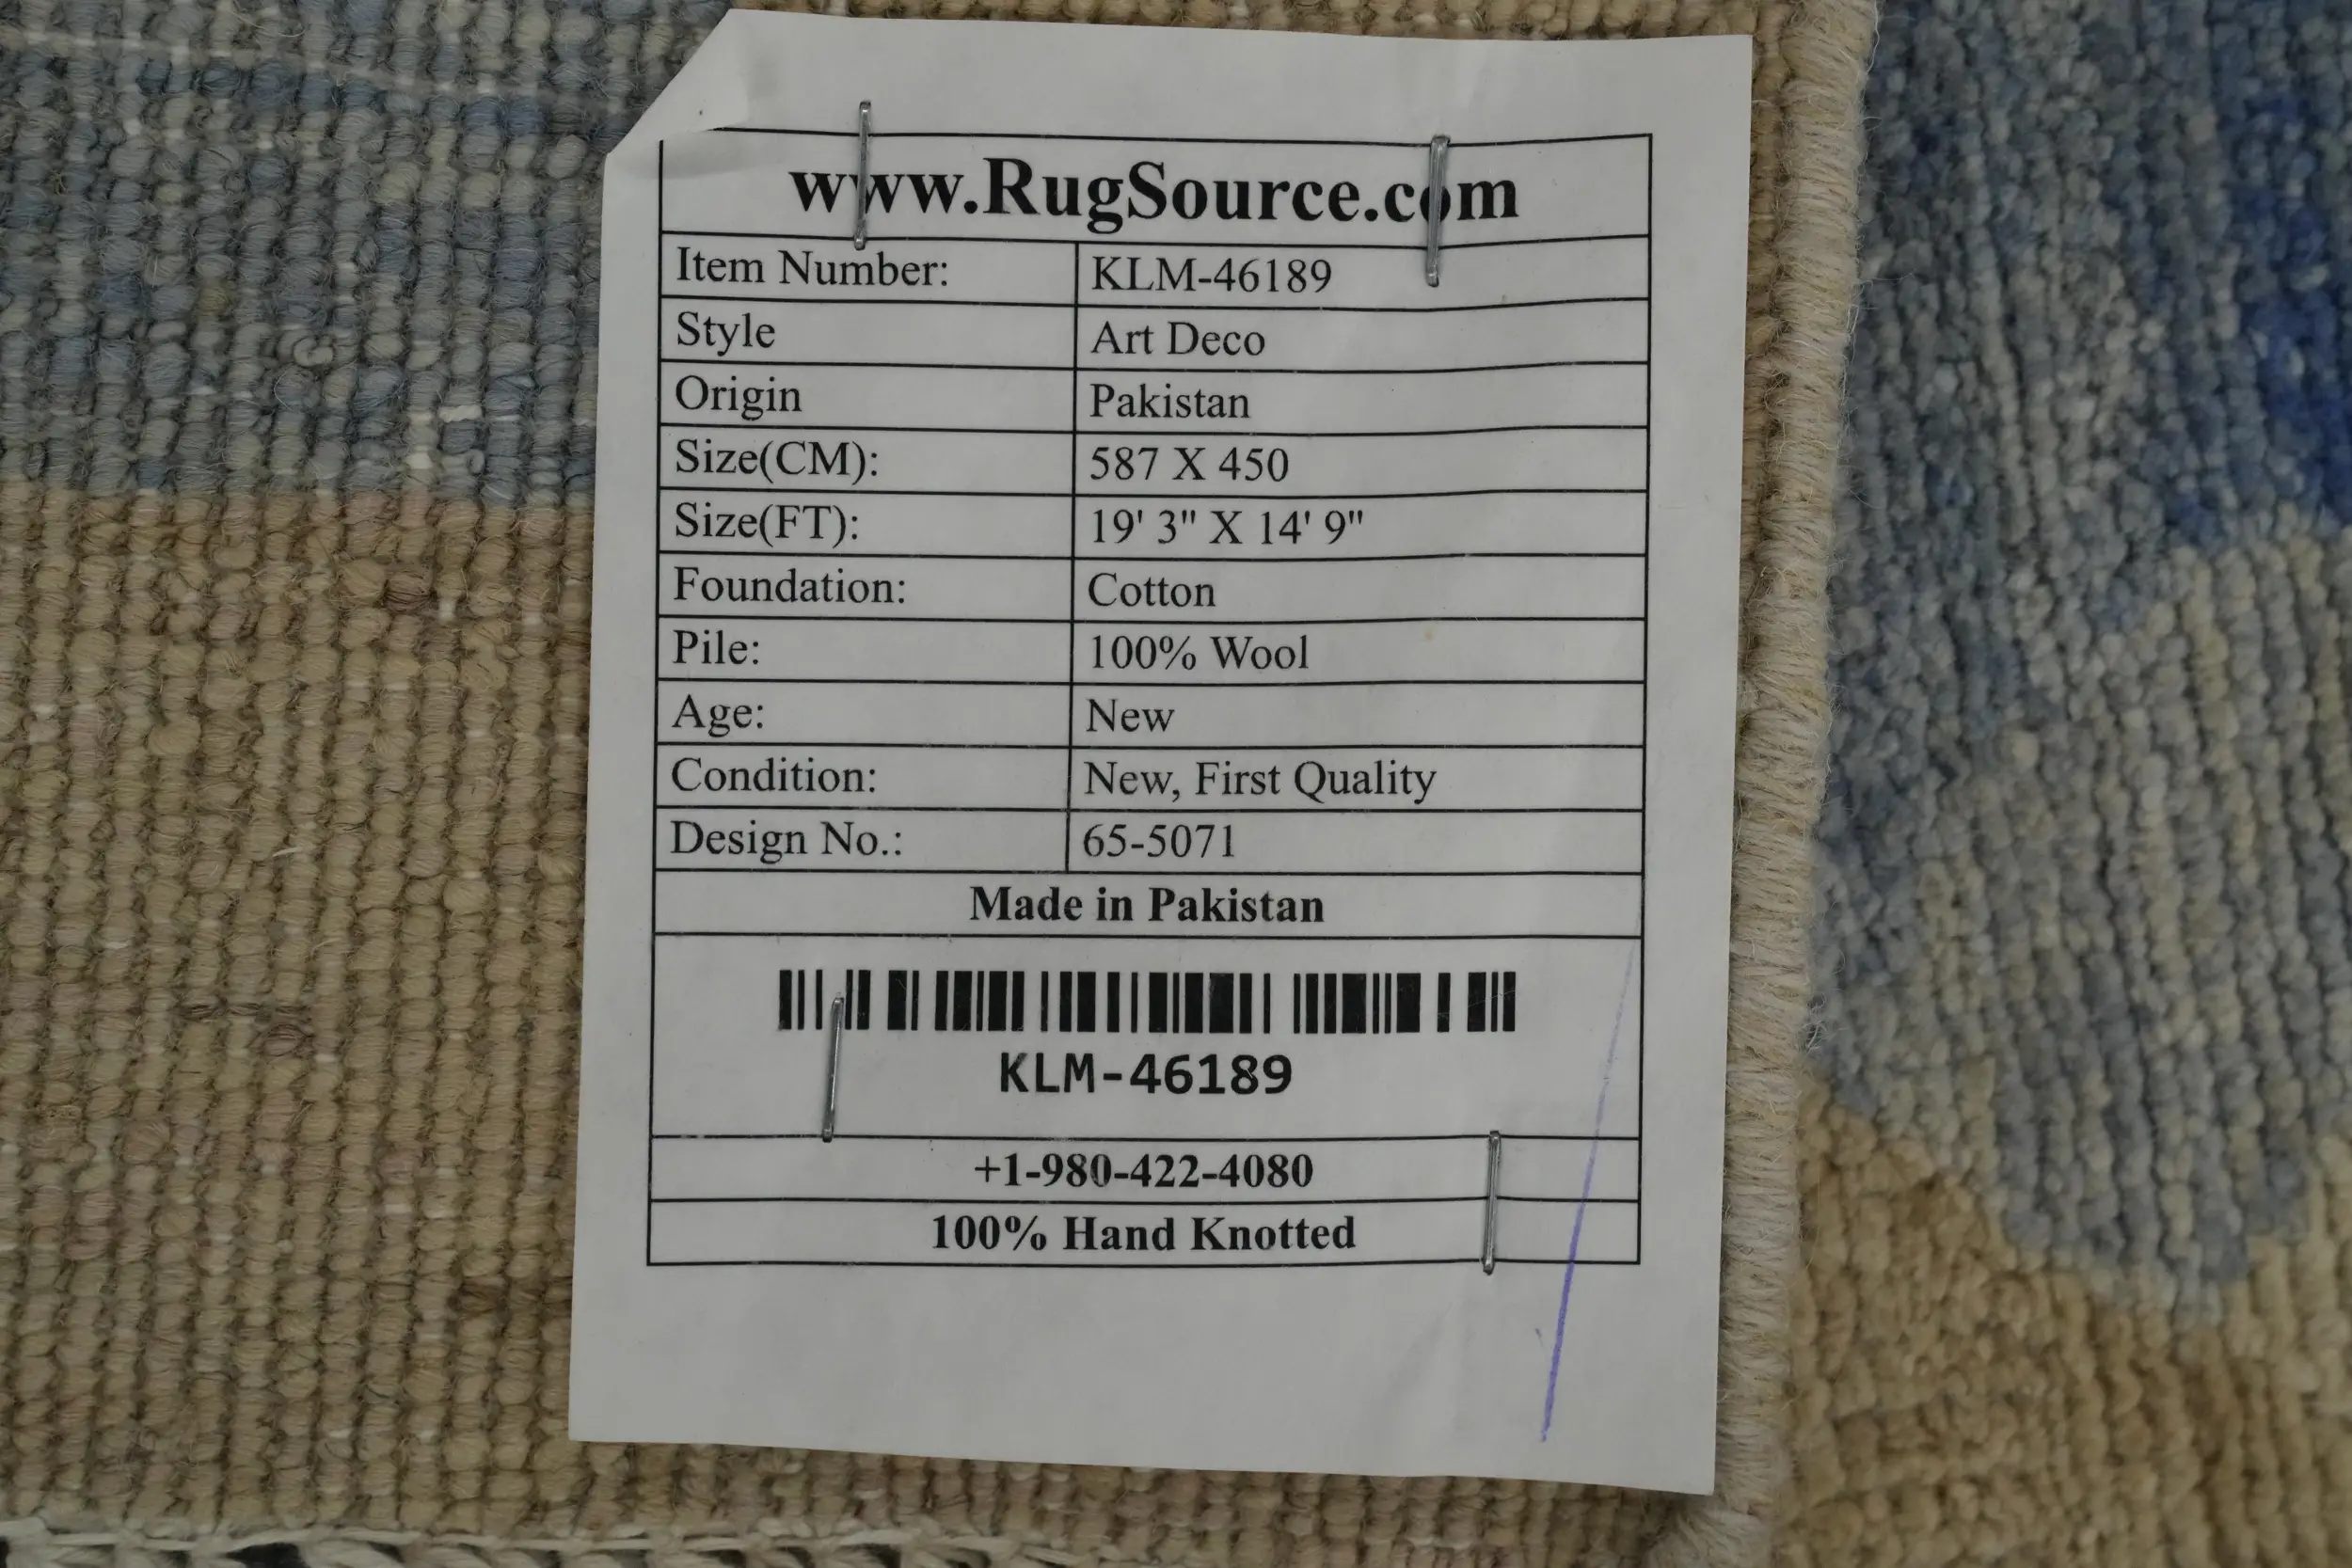 www.RugSource.com
Item Number: KLM-46189
Style Art Deco
Origin Pakistan
Size(CM): 587 X 450
Size(FT): 19' 3" X 14' 9"
Foundation: Cotton
Pile: 100% Wool
Age: New
Condition: New, First Quality
Design No.: 65-5071
Made in Pakistan
KLM-46189
+1-980-422-4080
100% Hand Knotted